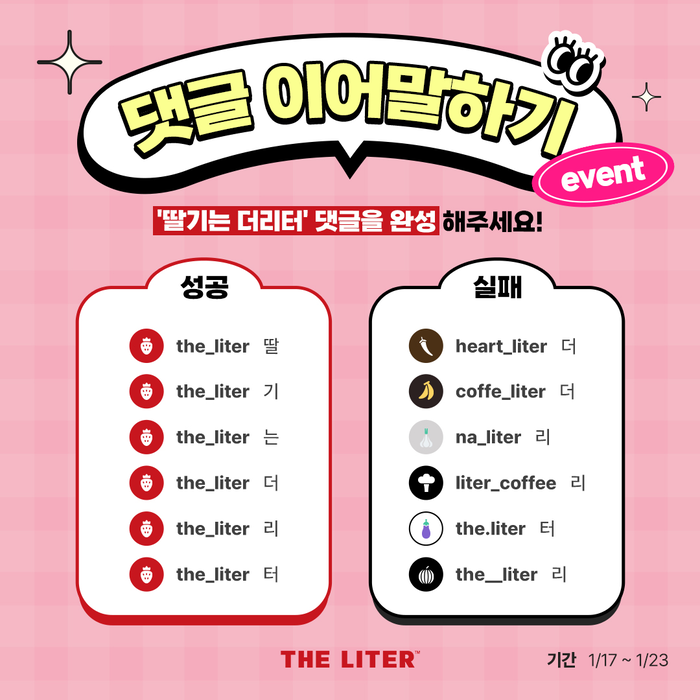 댓글 이어말하기
event
'딸기는 더리터' 댓글을 완성 해주세요!
성공
the_liter 딸
the_liter 기
the_liter 는
the_liter 더
the_liter 리
the_liter 터
실패
heart_liter 더
coffe_liter 더
na_liter 리
liter_coffee 리
the.liter 터
the__liter 리
THE LITER™
기간 1/17 ~ 1/23